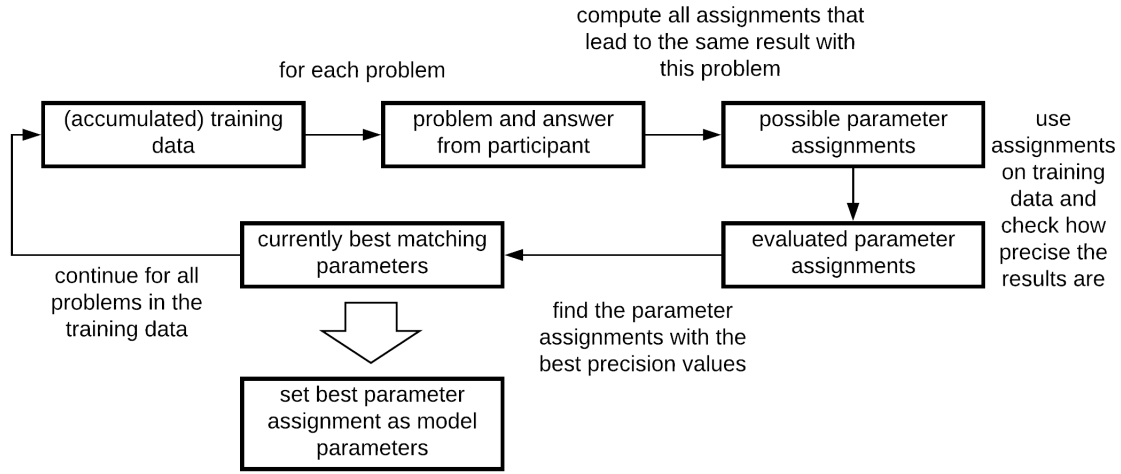 compute all assignments that
lead to the same result with
this problem
for each problem
(accumulated) training
data
problem and answer
from participant
possible parameter
assignments
use
assignments
on training
data and
check how
precise the
results are
evaluated parameter
assignments
currently best matching
parameters
find the parameter
assignments with the
best precision values
continue for all
problems in the
training data
set best parameter
assignment as model
parameters